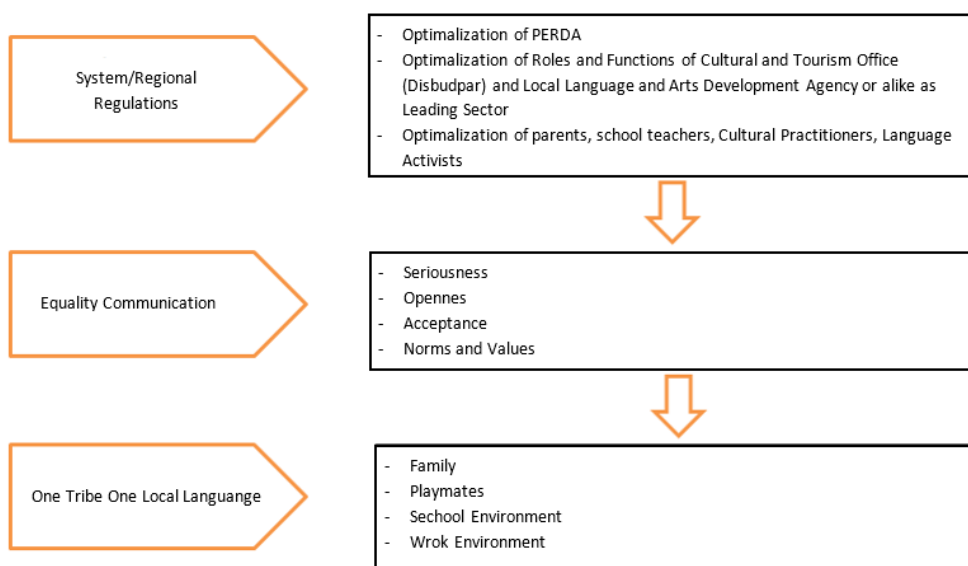 System/Regional
Regulations
- Optimalization of PERDA
- Optimalization of Roles and Functions of Cultural and Tourism Office
(Disbudpar) and Local Language and Arts Development Agency or alike as
Leading Sector
- Optimalization of parents, school teachers, Cultural Practitioners, Language
Activists
Equality Communication
- Seriousness
- Opennes
- Acceptance
- Norms and Values
One Tribe One Local Languange
- Family
- Playmates
- Sechool Environment
- Wrok Environment